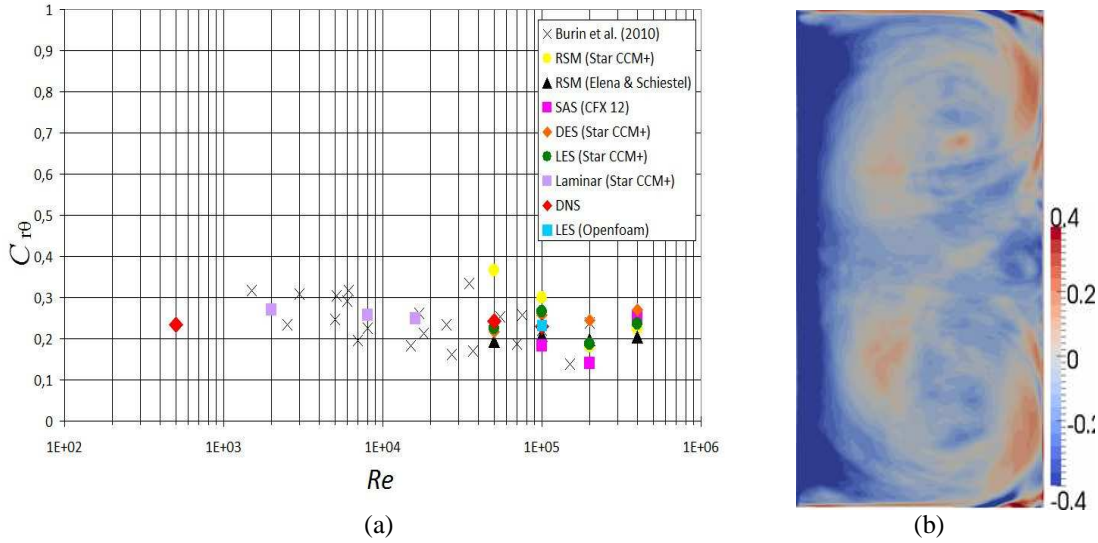 1
0,9
0,8
0,7
0,6
0,5
0,4
0,3
0,2
0,1
0
C rθ
1E+02 1E+03 1E+04 1E+05 1E+06
Re
Burin et al. (2010)
RSM (Star CCM+)
RSM (Elena & Schiestel)
SAS (CFX 12)
DES (Star CCM+)
LES (Star CCM+)
Laminar (Star CCM+)
DNS
LES (Openfoam)
(a)
0.4
0.2
0
-0.2
-0.4
(b)